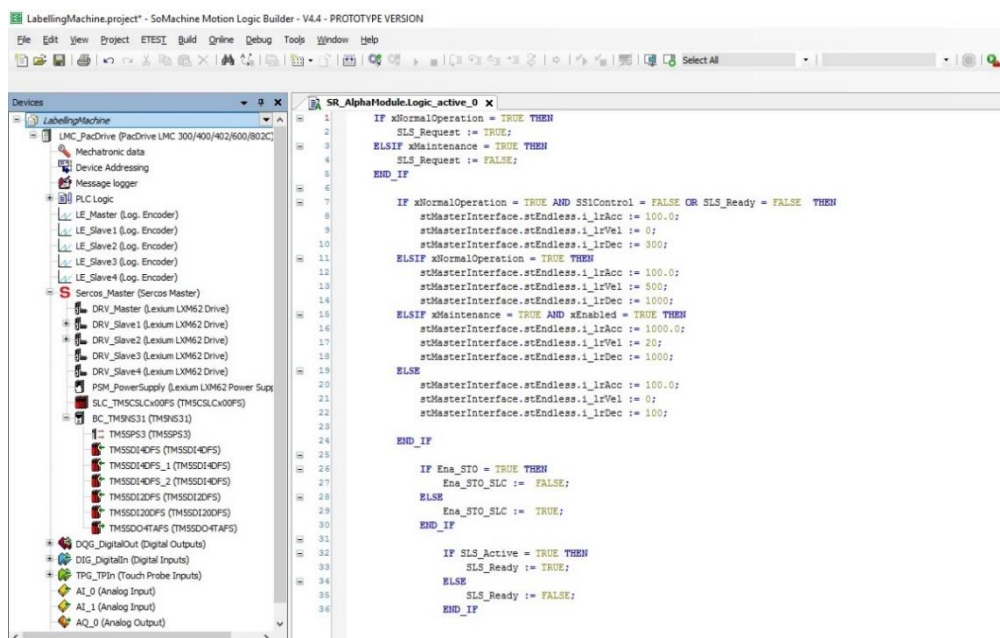 LabellingMachine.project* - SoMachine Motion Logic Builder - V4.4 - PROTOTYPE VERSION
File Edit View Project ETEST Build Online Debug Tools Window Help
Select All
Devices
LabelingMachine
LMC_PacDrive (PacDrive LMC 300/400/402/600/802C)
Mechatronic data
Device Addressing
Message logger
PLC Logic
LE_Master (Log. Encoder)
LE_Slave1 (Log. Encoder)
LE_Slave2 (Log. Encoder)
LE_Slave3 (Log. Encoder)
LE_Slave4 (Log. Encoder)
Sercos_Master (Sercos Master)
DRV_Master (Lexium LXM62 Drive)
DRV_Slave1 (Lexium LXM62 Drive)
DRV_Slave2 (Lexium LXM62 Drive)
DRV_Slave3 (Lexium LXM62 Drive)
DRV_Slave4 (Lexium LXM62 Drive)
PSM_PowerSupply (Lexium LXM62 Power Supp
SLC_TM5CSLCx00FS (TM5CSLCx00FS)
BC_TM5NS31 (TM5NS31)
TM5SPS3 (TM5SPS3)
TM5SDI4DFS (TM5SDI4DFS)
TM5SDI4DFS_1 (TM5SDI4DFS)
TM5SDI4DFS_2 (TM5SDI4DFS)
TM5SDI2DFS (TM5SDI2DFS)
TM5SDI20DFS (TM5SDI20DFS)
TM5SDO4TAFS (TM5SDO4TAFS)
DQG_DigitalOut (Digital Outputs)
DIG_DigitalIn (Digital Inputs)
TPG_TPIn (Touch Probe Inputs)
AI_0 (Analog Input)
AI_1 (Analog Input)
AQ_0 (Analog Output)
SR_AlphaModule.Logic_active_0
1 IF xNormalOperation = TRUE THEN
2 SLS_Request := TRUE;
3 ELSIF xMaintenance = TRUE THEN
4 SLS_Request := FALSE;
5 END_IF
6
7 IF xNormalOperation = TRUE AND SS1Control = FALSE OR SLS_Ready = FALSE THEN
8 stMasterInterface.stEndless.i_lrAcc := 100.0;
9 stMasterInterface.stEndless.i_lrVel := 0;
10 stMasterInterface.stEndless.i_lrDec := 300;
11 ELSIF xNormalOperation = TRUE THEN
12 stMasterInterface.stEndless.i_lrAcc := 100.0;
13 stMasterInterface.stEndless.i_lrVel := 500;
14 stMasterInterface.stEndless.i_lrDec := 1000;
15 ELSIF xMaintenance = TRUE AND xEnabled = TRUE THEN
16 stMasterInterface.stEndless.i_lrAcc := 1000.0;
17 stMasterInterface.stEndless.i_lrVel := 20;
18 stMasterInterface.stEndless.i_lrDec := 1000;
19 ELSE
20 stMasterInterface.stEndless.i_lrAcc := 100.0;
21 stMasterInterface.stEndless.i_lrVel := 0;
22 stMasterInterface.stEndless.i_lrDec := 100;
23
24 END_IF
25
26 IF Ena_STO = TRUE THEN
27 Ena_STO_SLC := FALSE;
28 ELSE
29 Ena_STO_SLC := TRUE;
30 END_IF
31
32 IF SLS_Active = TRUE THEN
33 SLS_Ready := TRUE;
34 ELSE
35 SLS_Ready := FALSE;
36 END_IF